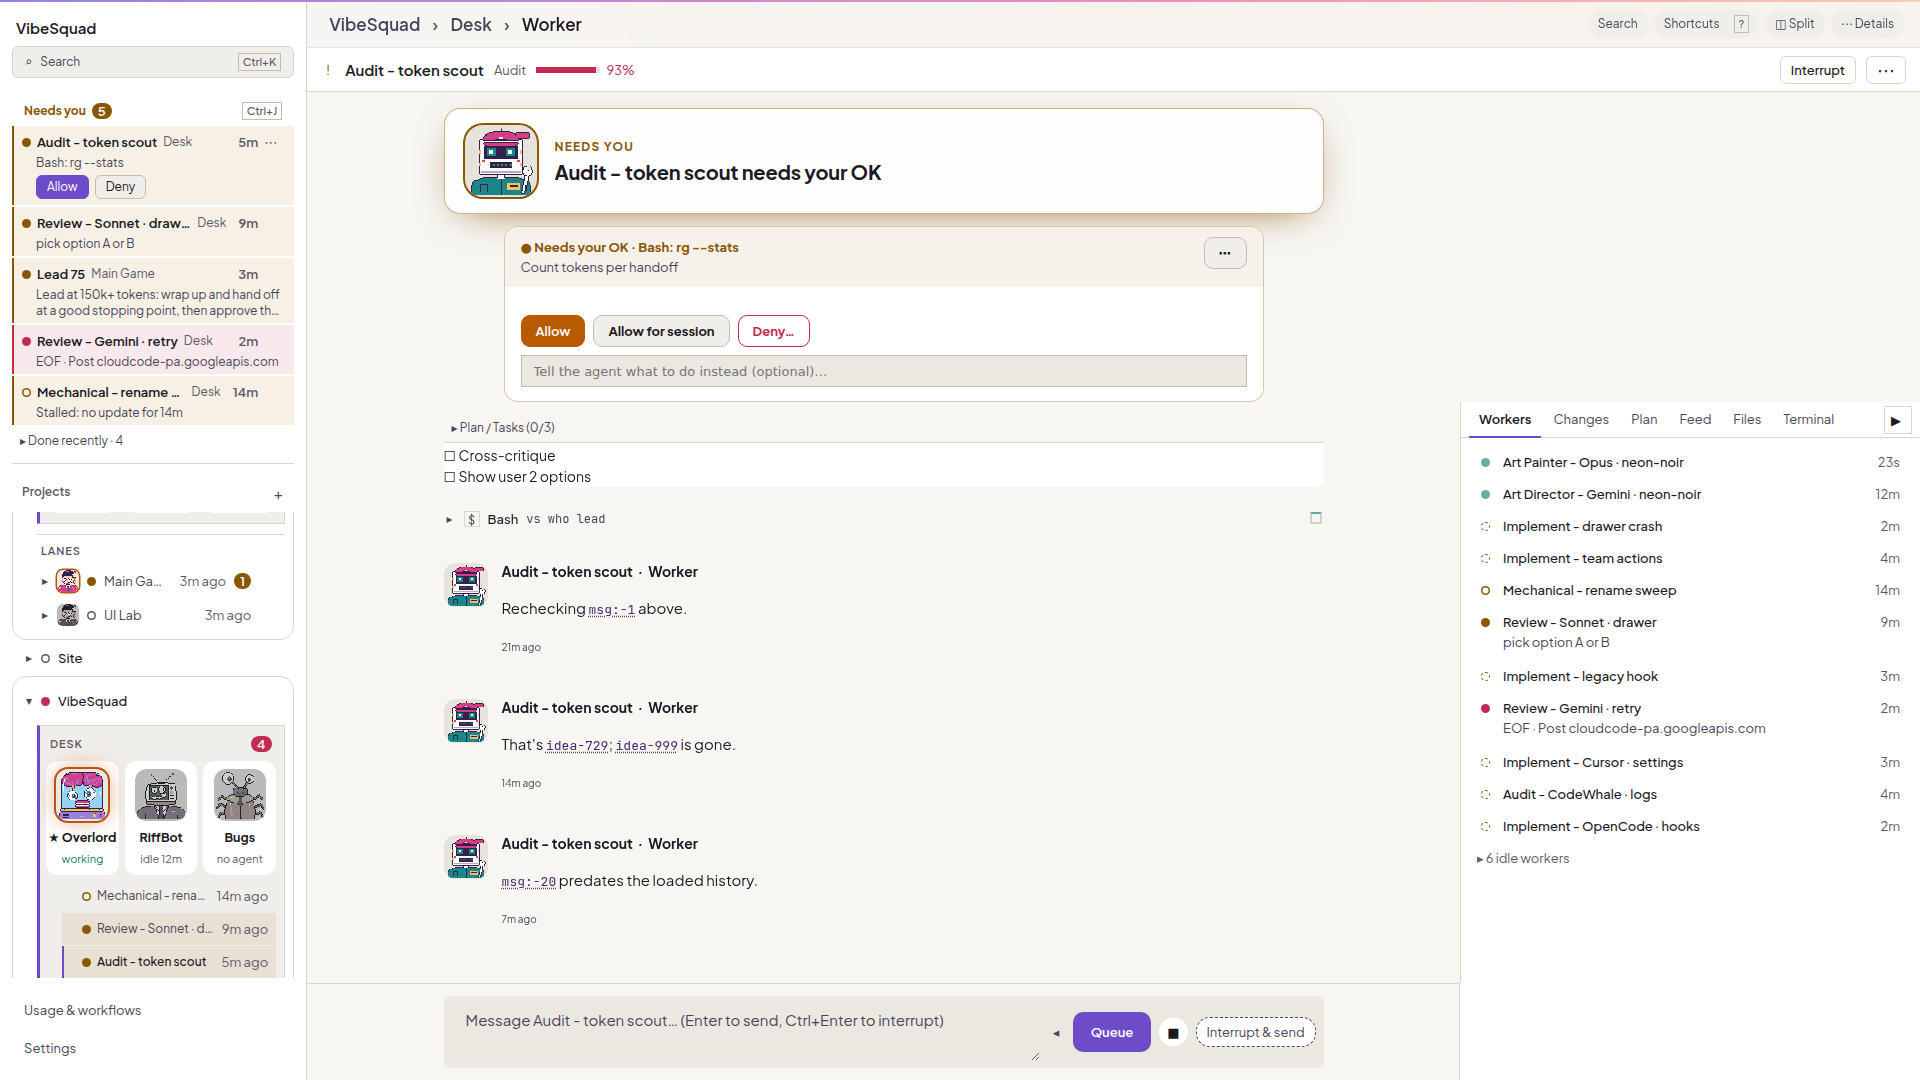 VibeSquad
⌕ Search Ctrl+K
Needs you 5 Ctrl+J
Audit – token scout Desk 5m ···
Bash: rg --stats
Allow Deny
Review – Sonnet · draw... Desk 9m
pick option A or B
Lead 75 Main Game 3m
Lead at 150k+ tokens: wrap up and hand off
at a good stopping point, then approve th...
Review – Gemini · retry Desk 2m
EOF · Post cloudcode-pa.googleapis.com
Mechanical – rename ... Desk 14m
Stalled: no update for 14m
▸ Done recently · 4
Projects +
LANES
▸ Main Ga... 3m ago 1
▸ UI Lab 3m ago
▸ Site
▾ VibeSquad
DESK 4
★ Overlord
working
RiffBot
idle 12m
Bugs
no agent
Mechanical – rena... 14m ago
Review – Sonnet · d... 9m ago
Audit – token scout 5m ago
Usage & workflows
Settings
VibeSquad › Desk › Worker
Search Shortcuts ? Split ··· Details
! Audit – token scout Audit 93%
Interrupt ···
NEEDS YOU
Audit – token scout needs your OK
Needs your OK · Bash: rg --stats
Count tokens per handoff
···
Allow Allow for session Deny...
Tell the agent what to do instead (optional)...
▸ Plan / Tasks (0/3)
☐ Cross-critique
☐ Show user 2 options
▸ $ Bash vs who lead
Audit – token scout · Worker
Rechecking msg:-1 above.
21m ago
Audit – token scout · Worker
That's idea-729; idea-999 is gone.
14m ago
Audit – token scout · Worker
msg:-20 predates the loaded history.
7m ago
Message Audit – token scout... (Enter to send, Ctrl+Enter to interrupt)
◂ Queue ■ Interrupt & send
Workers Changes Plan Feed Files Terminal ▶
Art Painter – Opus · neon-noir 23s
Art Director – Gemini · neon-noir 12m
Implement – drawer crash 2m
Implement – team actions 4m
Mechanical – rename sweep 14m
Review – Sonnet · drawer 9m
pick option A or B
Implement – legacy hook 3m
Review – Gemini · retry 2m
EOF · Post cloudcode-pa.googleapis.com
Implement – Cursor · settings 3m
Audit – CodeWhale · logs 4m
Implement – OpenCode · hooks 2m
▸ 6 idle workers